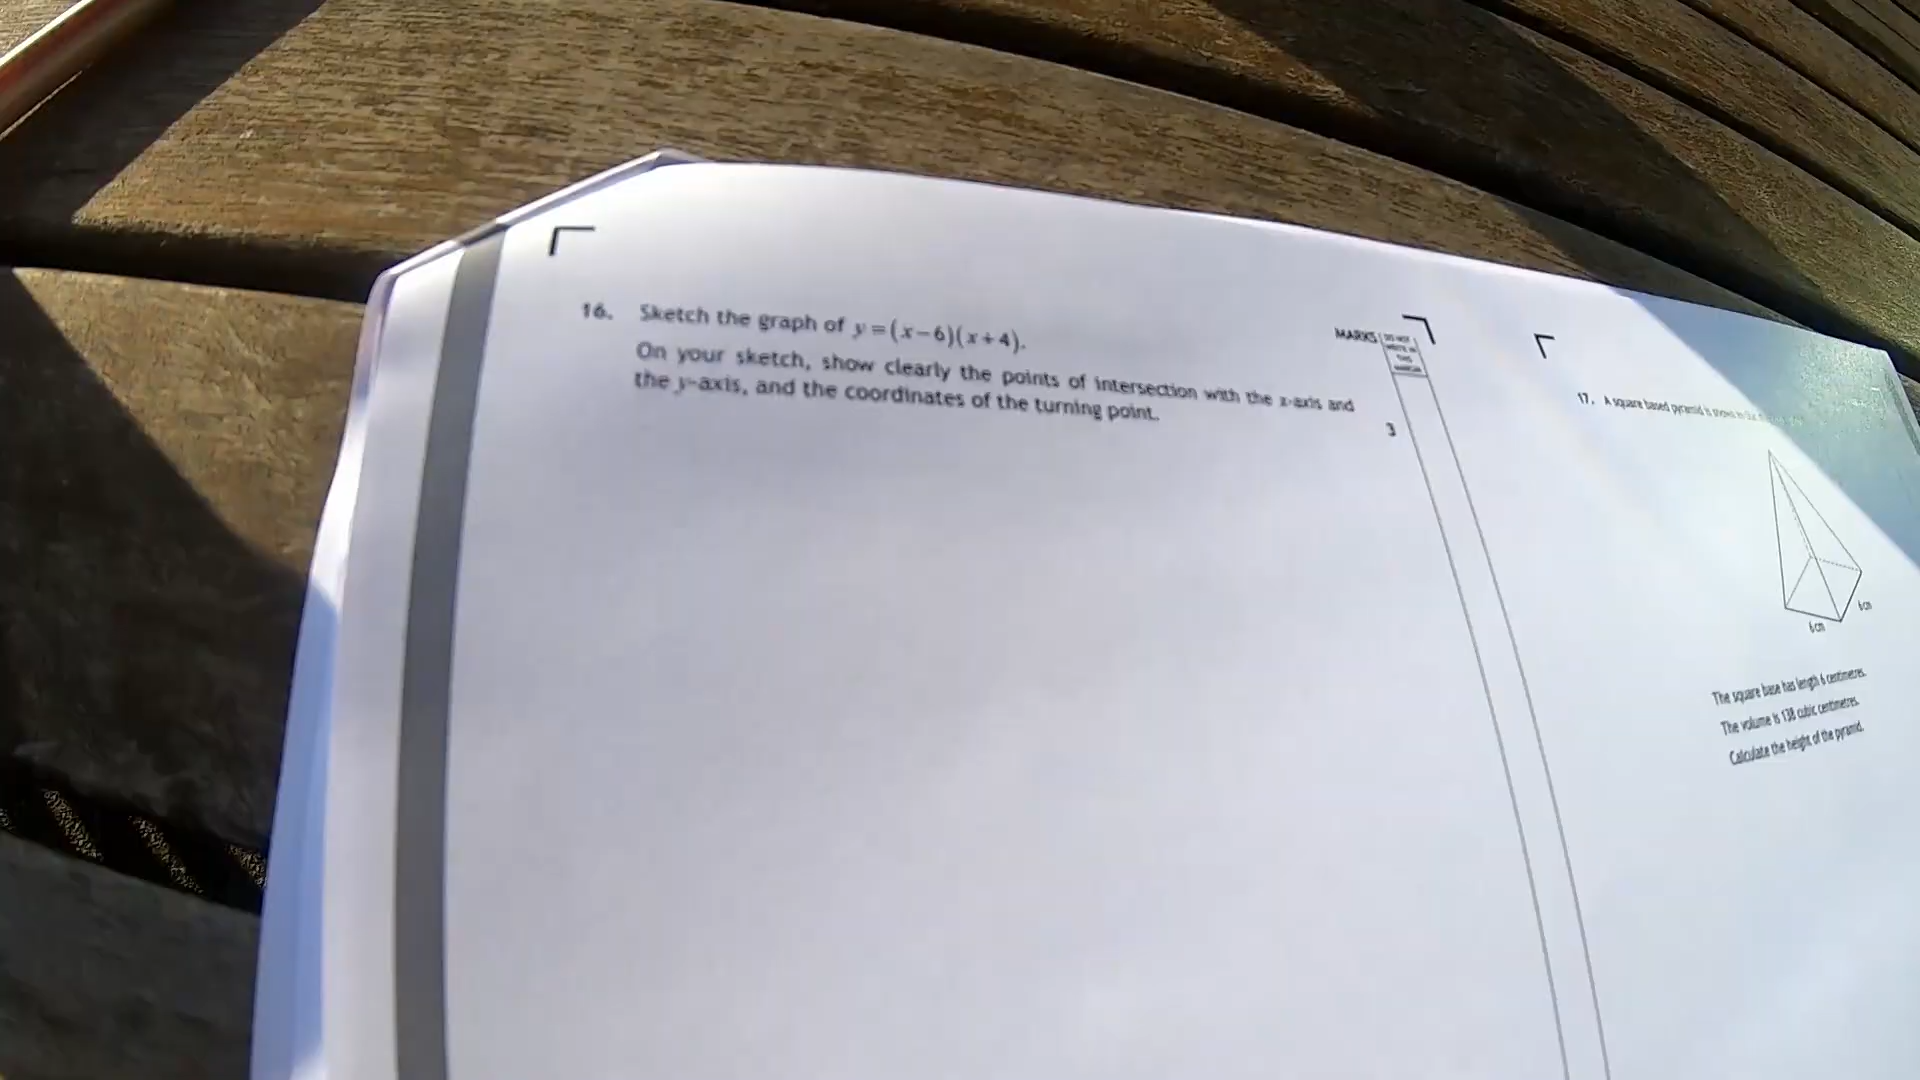 16. Sketch the graph of y=(x−6)(x+4).
On your sketch, show clearly the points of intersection with the x-axis and
the y-axis, and the coordinates of the turning point.
MARKS
DO NOT
WRITE IN
THIS
MARGIN
3
17. A square based pyramid is shown in the
6 cm
6 cm
The square base has length 6 centimetres.
The volume is 138 cubic centimetres.
Calculate the height of the pyramid.